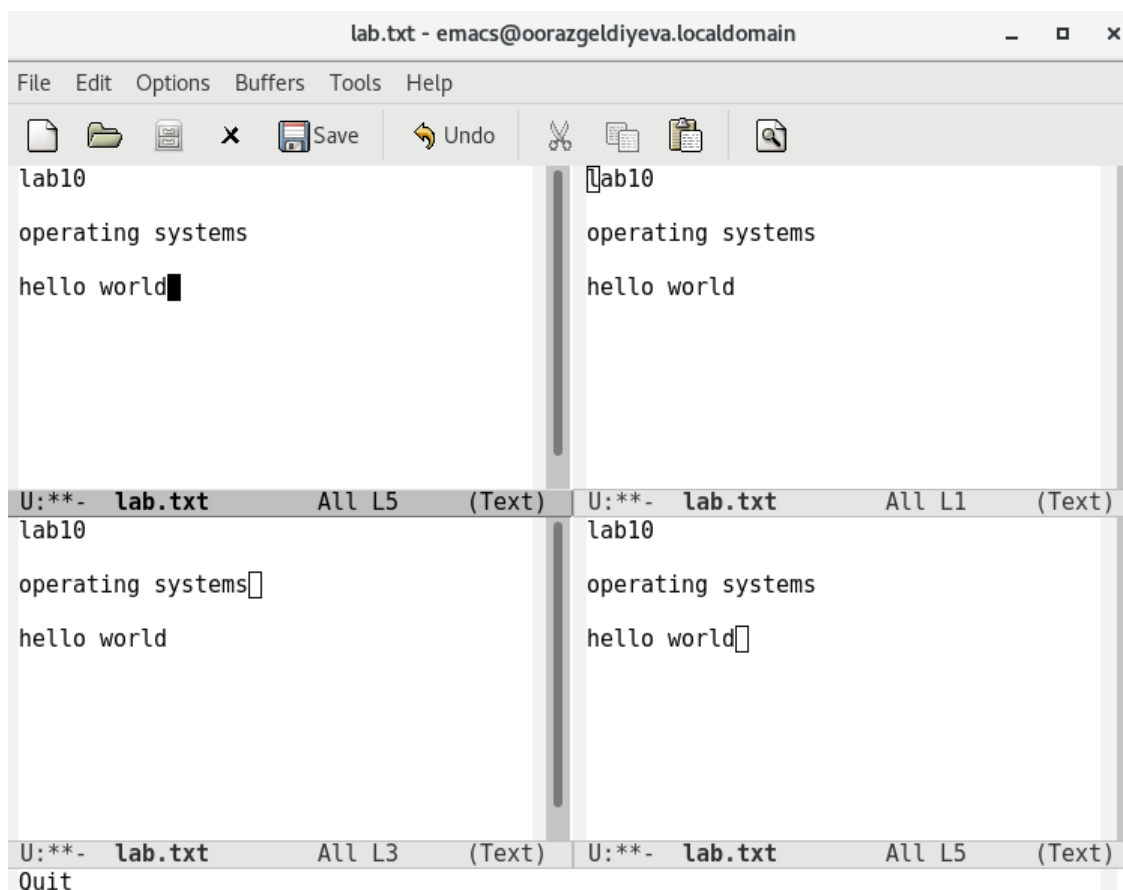 lab.txt - emacs@oorazgeldiyeva.localdomain
File Edit Options Buffers Tools Help
Save Undo
lab10
operating systems
hello world
U:**- lab.txt All L5 (Text)
lab10
operating systems
hello world
U:**- lab.txt All L1 (Text)
lab10
operating systems
hello world
U:**- lab.txt All L3 (Text)
lab10
operating systems
hello world
U:**- lab.txt All L5 (Text)
Quit